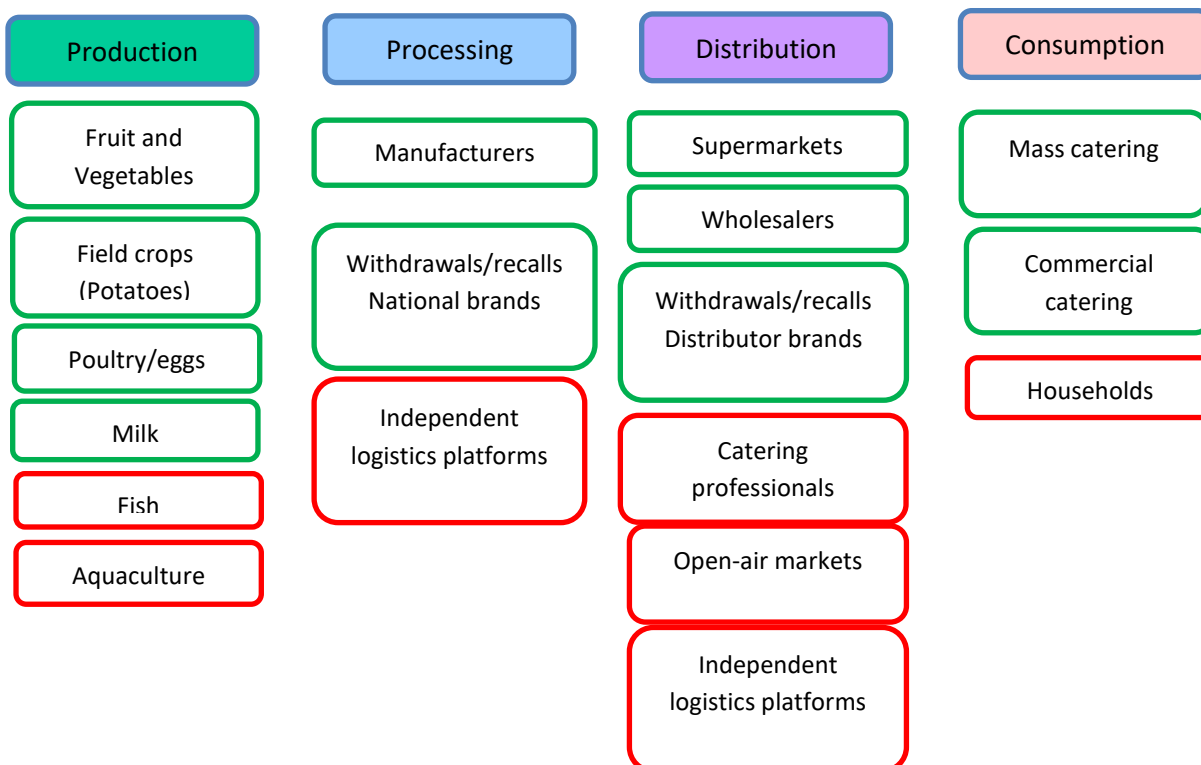 Production
Fruit and
Vegetables
Field crops
(Potatoes)
Poultry/eggs
Milk
Fish
Aquaculture
Processing
Manufacturers
Withdrawals/recalls
National brands
Independent
logistics platforms
Distribution
Supermarkets
Wholesalers
Withdrawals/recalls
Distributor brands
Catering
professionals
Open-air markets
Independent
logistics platforms
Consumption
Mass catering
Commercial
catering
Households